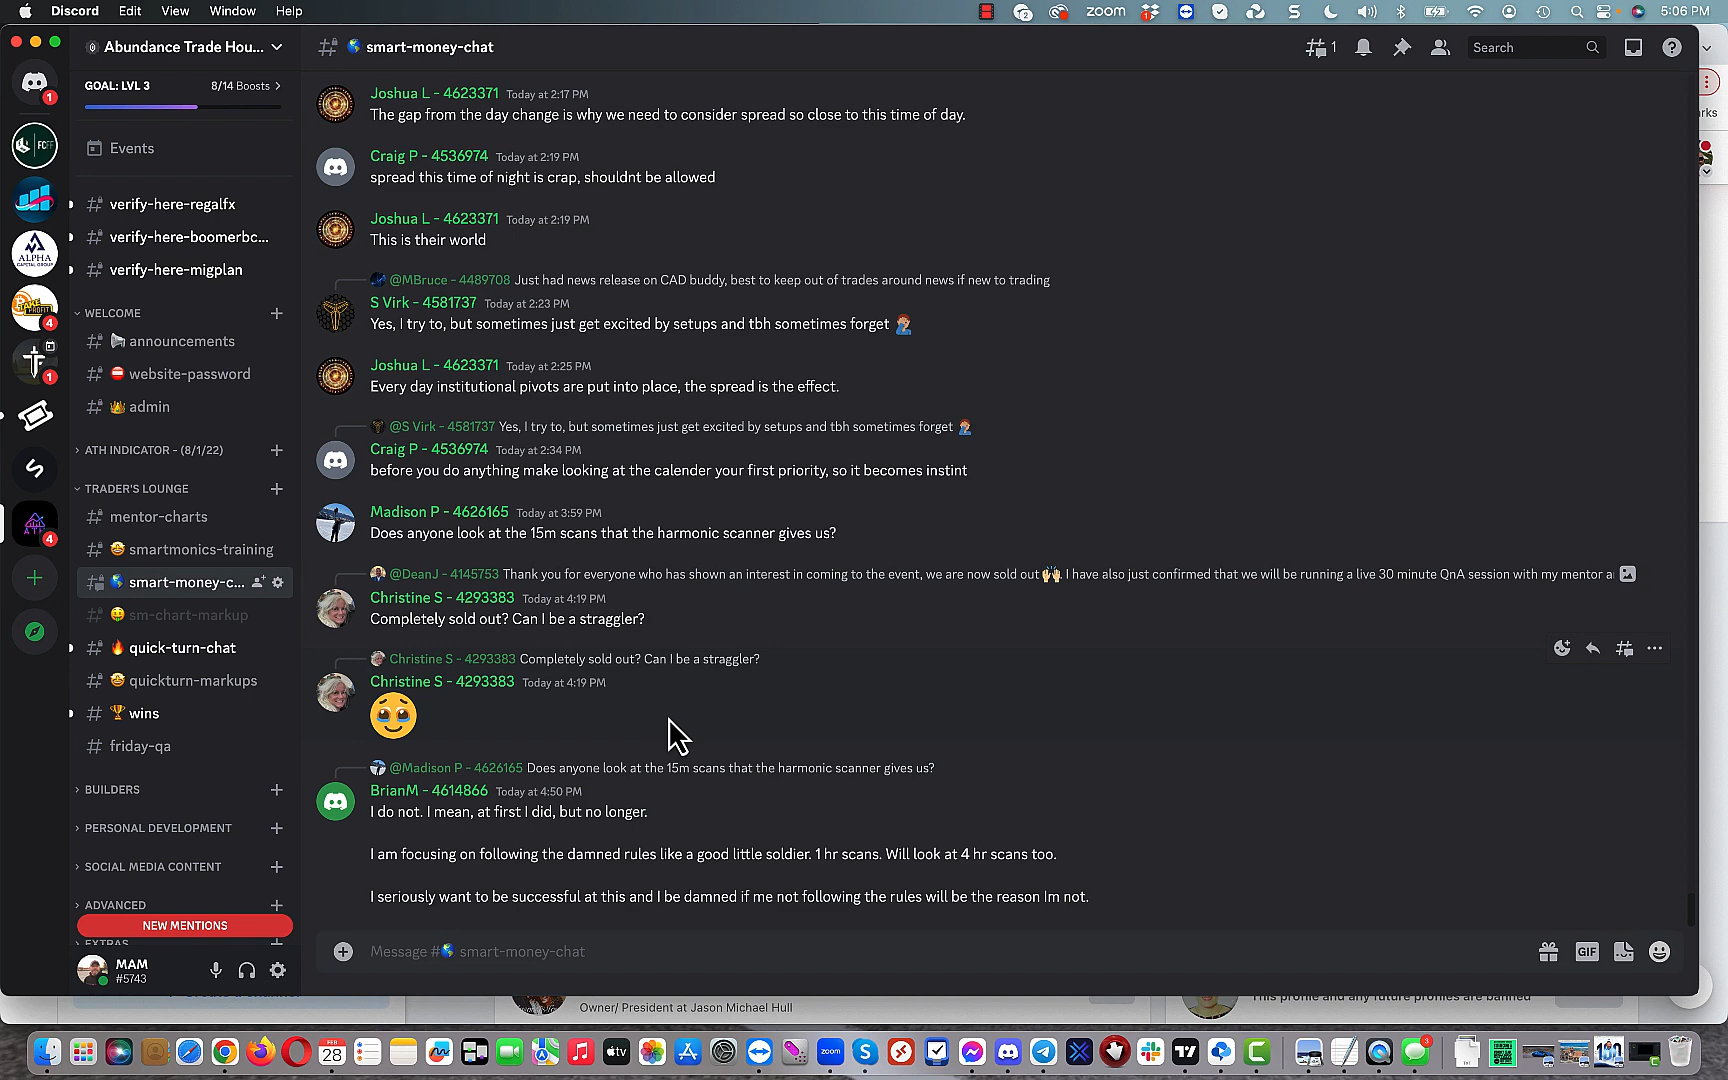 Discord Edit View Window Help
zoom
5:06 PM
Abundance Trade Hou...
GOAL: LVL 3 8/14 Boosts
Events
verify-here-regalfx
verify-here-boomerbc...
verify-here-migplan
WELCOME
announcements
website-password
admin
ATH INDICATOR - (8/1/22)
TRADER'S LOUNGE
mentor-charts
smartmonics-training
smart-money-c...
sm-chart-markup
quick-turn-chat
quickturn-markups
wins
friday-qa
BUILDERS
PERSONAL DEVELOPMENT
SOCIAL MEDIA CONTENT
ADVANCED
NEW MENTIONS
EXTRAS
MAM
#5743
smart-money-chat
1
Search
Joshua L - 4623371 Today at 2:17 PM
The gap from the day change is why we need to consider spread so close to this time of day.
Craig P - 4536974 Today at 2:19 PM
spread this time of night is crap, shouldnt be allowed
Joshua L - 4623371 Today at 2:19 PM
This is their world
@MBruce - 4489708 Just had news release on CAD buddy, best to keep out of trades around news if new to trading
S Virk - 4581737 Today at 2:23 PM
Yes, I try to, but sometimes just get excited by setups and tbh sometimes forget
Joshua L - 4623371 Today at 2:25 PM
Every day institutional pivots are put into place, the spread is the effect.
@S Virk - 4581737 Yes, I try to, but sometimes just get excited by setups and tbh sometimes forget
Craig P - 4536974 Today at 2:34 PM
before you do anything make looking at the calender your first priority, so it becomes instint
Madison P - 4626165 Today at 3:59 PM
Does anyone look at the 15m scans that the harmonic scanner gives us?
@DeanJ - 4145753 Thank you for everyone who has shown an interest in coming to the event, we are now sold out 🙌. I have also just confirmed that we will be running a live 30 minute QnA session with my mentor a
Christine S - 4293383 Today at 4:19 PM
Completely sold out? Can I be a straggler?
Christine S - 4293383 Completely sold out? Can I be a straggler?
Christine S - 4293383 Today at 4:19 PM
@Madison P - 4626165 Does anyone look at the 15m scans that the harmonic scanner gives us?
BrianM - 4614866 Today at 4:50 PM
I do not. I mean, at first I did, but no longer.
I am focusing on following the damned rules like a good little soldier. 1 hr scans. Will look at 4 hr scans too.
I seriously want to be successful at this and I be damned if me not following the rules will be the reason Im not.
Message # smart-money-chat
GIF
Owner/ President at Jason Michael Hull
This profile and any future profiles are banned
FCFF
ALPHA
CAPITAL GROUP
TAKE
PROFIT
ATH
FEB
28
tv
zoom